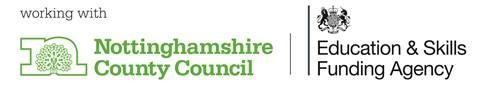 working with
Nottinghamshire
County Council
Education & Skills
Funding Agency